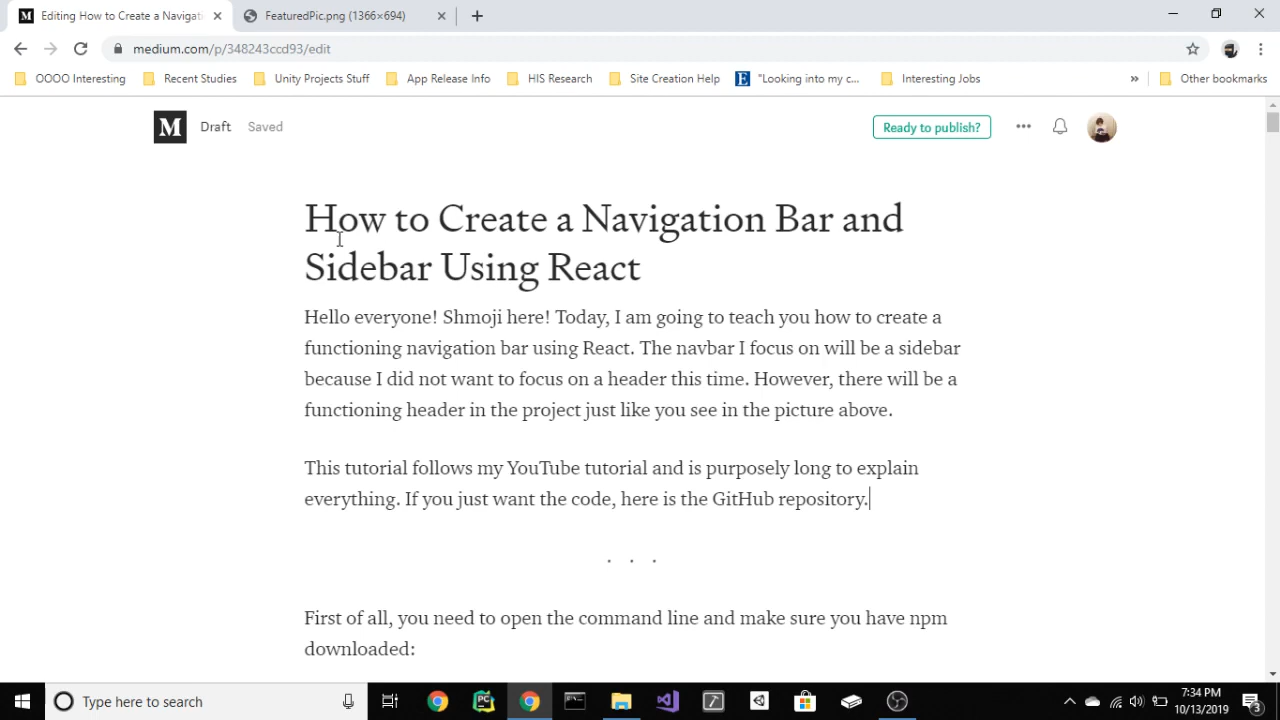 Editing How to Create a Navigat
FeaturedPic.png (1366×694)
medium.com/p/348243ccd93/edit
OOOO Interesting
Recent Studies
Unity Projects Stuff
App Release Info
HIS Research
Site Creation Help
"Looking into my c...
Interesting Jobs
»
Other bookmarks
M
Draft
Saved
Ready to publish?
How to Create a Navigation Bar and
Sidebar Using React
Hello everyone! Shmoji here! Today, I am going to teach you how to create a
functioning navigation bar using React. The navbar I focus on will be a sidebar
because I did not want to focus on a header this time. However, there will be a
functioning header in the project just like you see in the picture above.
This tutorial follows my YouTube tutorial and is purposely long to explain
everything. If you just want the code, here is the GitHub repository.
. . .
First of all, you need to open the command line and make sure you have npm
downloaded:
Type here to search
7:34 PM
10/13/2019
3